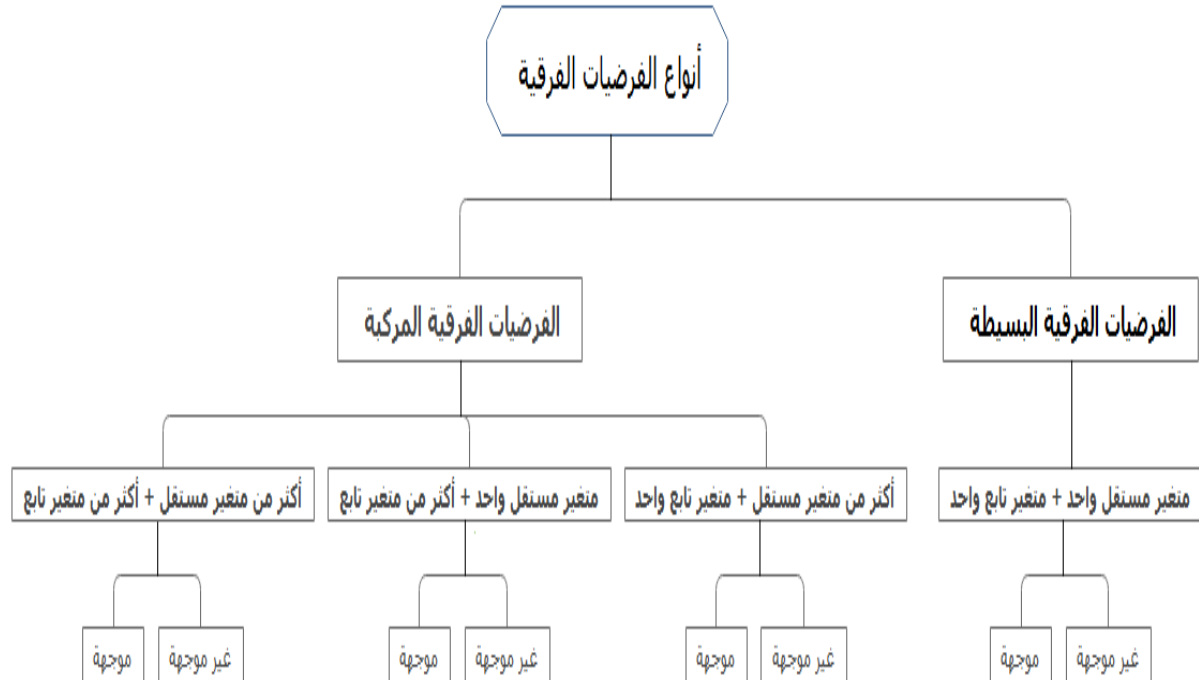 أنواع الفرضيات الفرقية
الفرضيات الفرقية البسيطة
الفرضيات الفرقية المركبة
متغير مستقل واحد + متغير تابع واحد
أكثر من متغير مستقل + متغير تابع واحد
متغير مستقل واحد + أكثر من متغير تابع
أكثر من متغير مستقل + أكثر من متغير تابع
غير موجهة
موجهة
غير موجهة
موجهة
غير موجهة
موجهة
غير موجهة
موجهة